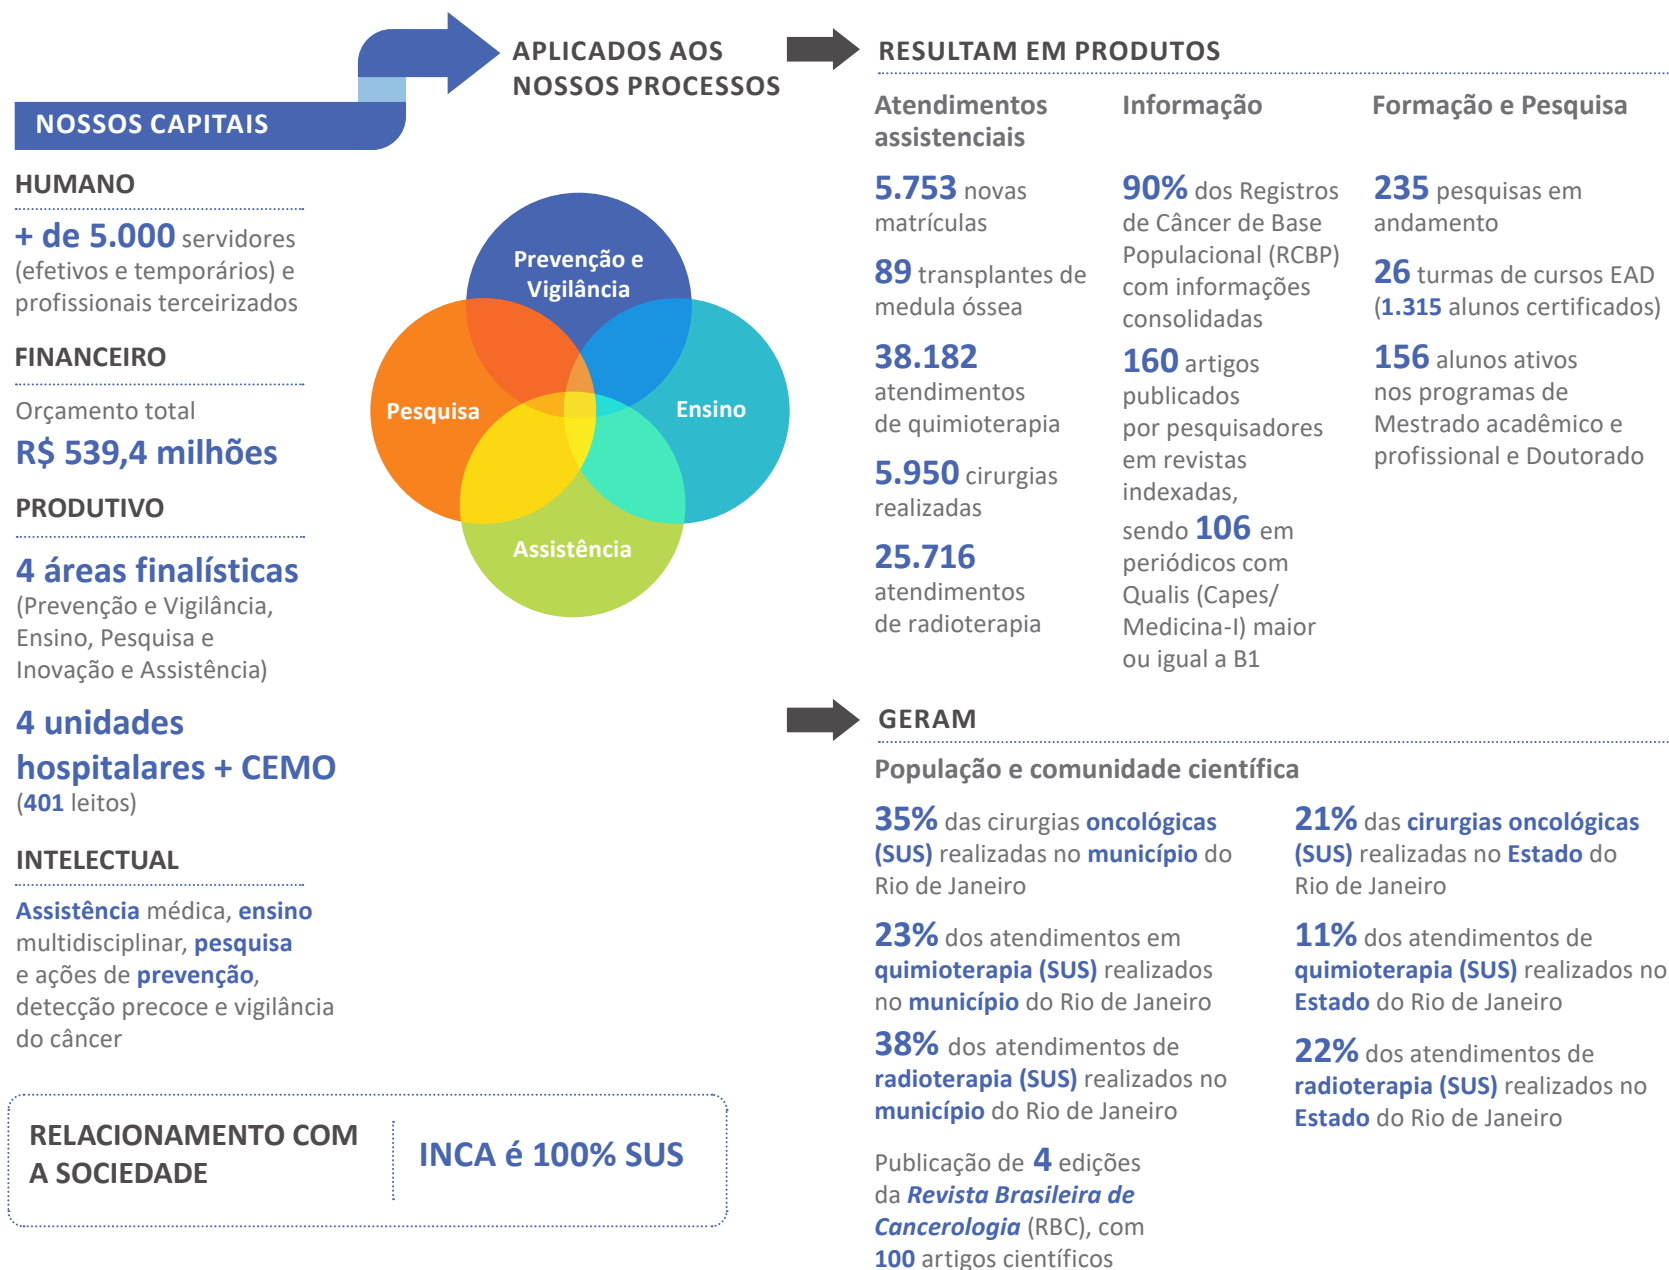 NOSSOS CAPITAIS
HUMANO
+ de 5.000 servidores
(efetivos e temporários) e
profissionais terceirizados
FINANCEIRO
Orçamento total
R$ 539,4 milhões
PRODUTIVO
4 áreas finalísticas
(Prevenção e Vigilância,
Ensino, Pesquisa e
Inovação e Assistência)
4 unidades
hospitalares + CEMO
(401 leitos)
INTELECTUAL
Assistência médica, ensino
multidisciplinar, pesquisa
e ações de prevenção,
detecção precoce e vigilância
do câncer
RELACIONAMENTO COM
A SOCIEDADE
INCA é 100% SUS
APLICADOS AOS
NOSSOS PROCESSOS
Prevenção e
Vigilância
Pesquisa
Ensino
Assistência
RESULTAM EM PRODUTOS
Atendimentos
assistenciais
5.753 novas
matrículas
89 transplantes de
medula óssea
38.182
atendimentos
de quimioterapia
5.950 cirurgias
realizadas
25.716
atendimentos
de radioterapia
Informação
90% dos Registros
de Câncer de Base
Populacional (RCBP)
com informações
consolidadas
160 artigos
publicados
por pesquisadores
em revistas
indexadas,
sendo 106 em
periódicos com
Qualis (Capes/
Medicina-I) maior
ou igual a B1
Formação e Pesquisa
235 pesquisas em
andamento
26 turmas de cursos EAD
(1.315 alunos certificados)
156 alunos ativos
nos programas de
Mestrado acadêmico e
profissional e Doutorado
GERAM
População e comunidade científica
35% das cirurgias oncológicas
(SUS) realizadas no município do
Rio de Janeiro
23% dos atendimentos em
quimioterapia (SUS) realizados
no município do Rio de Janeiro
38% dos atendimentos de
radioterapia (SUS) realizados no
município do Rio de Janeiro
Publicação de 4 edições
da Revista Brasileira de
Cancerologia (RBC), com
100 artigos científicos
21% das cirurgias oncológicas
(SUS) realizadas no Estado do
Rio de Janeiro
11% dos atendimentos de
quimioterapia (SUS) realizados no
Estado do Rio de Janeiro
22% dos atendimentos de
radioterapia (SUS) realizados no
Estado do Rio de Janeiro